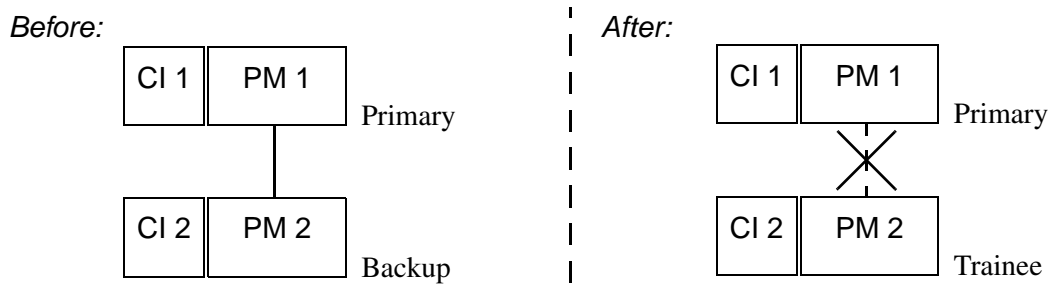 Before:
CI 1 PM 1
Primary
CI 2 PM 2
Backup
After:
CI 1 PM 1
Primary
CI 2 PM 2
Trainee